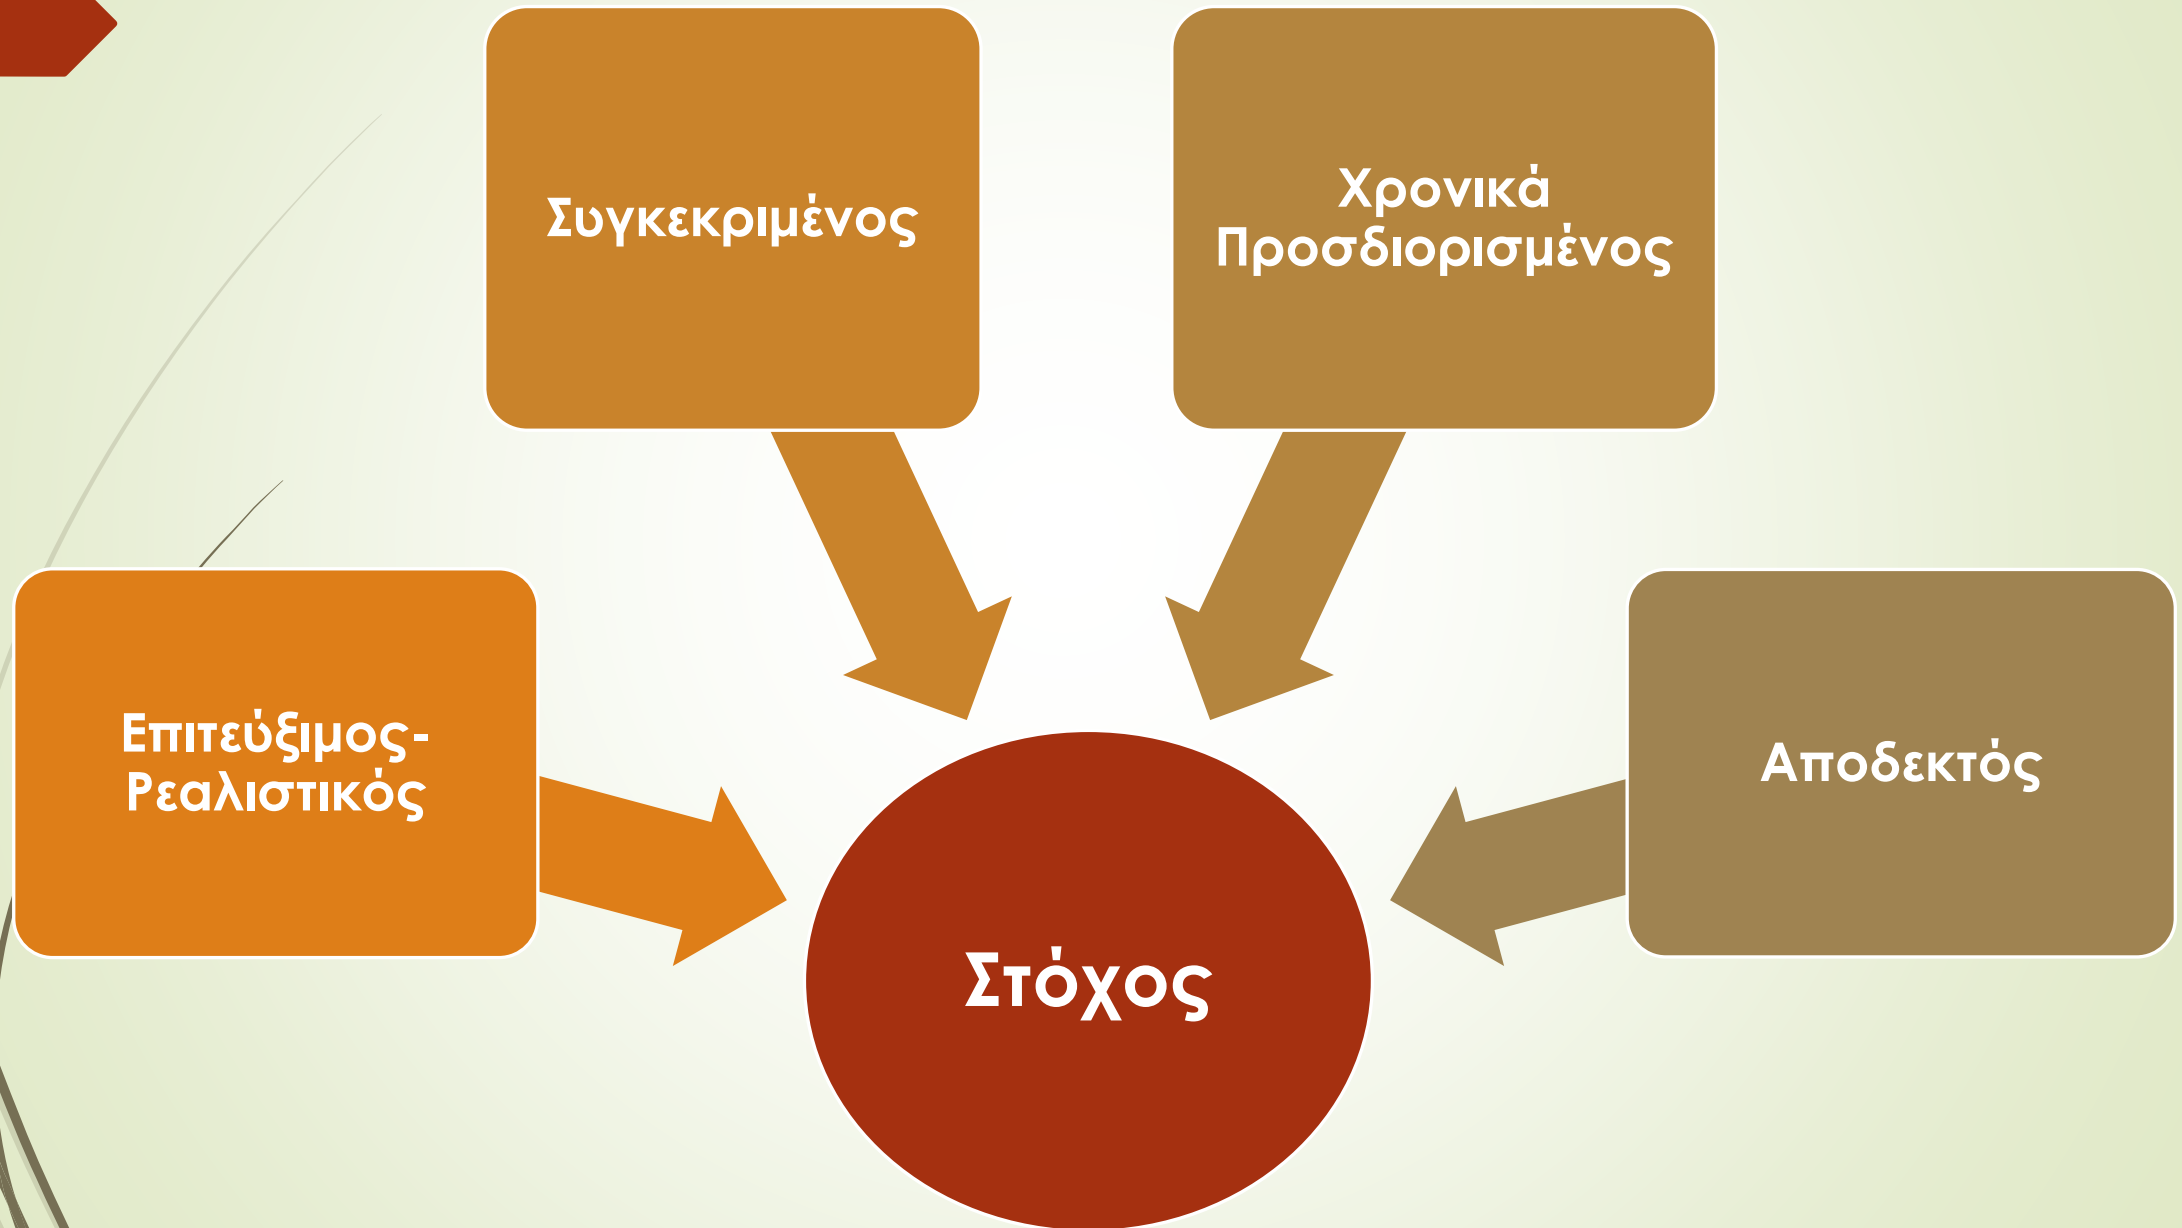 Συγκεκριμένος
Χρονικά
Προσδιορισμένος
Επιτεύξιμος-
Ρεαλιστικός
Αποδεκτός
Στόχος